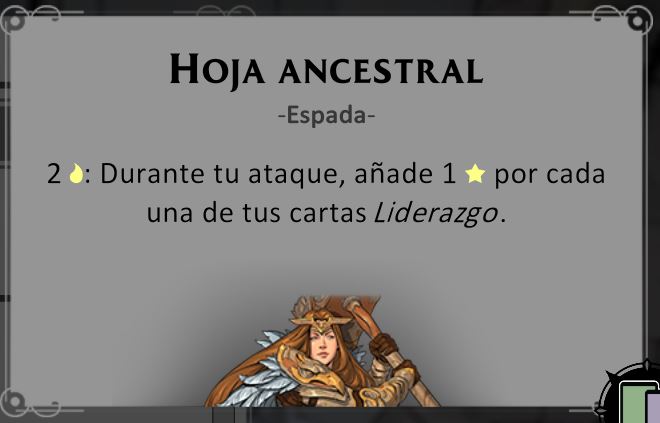 HOJA ANCESTRAL
-Espada-
2 : Durante tu ataque, añade 1 ★ por cada
una de tus cartas Liderazgo.